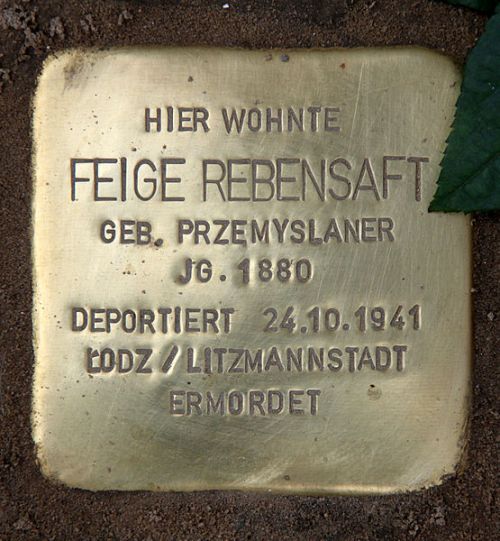 HIER WOHNTE
FEIGE REBENSAFT
GEB. PRZEMYSLANER
JG. 1880
DEPORTIERT 24.10.1941
ŁODZ / LITZMANNSTADT
ERMORDET